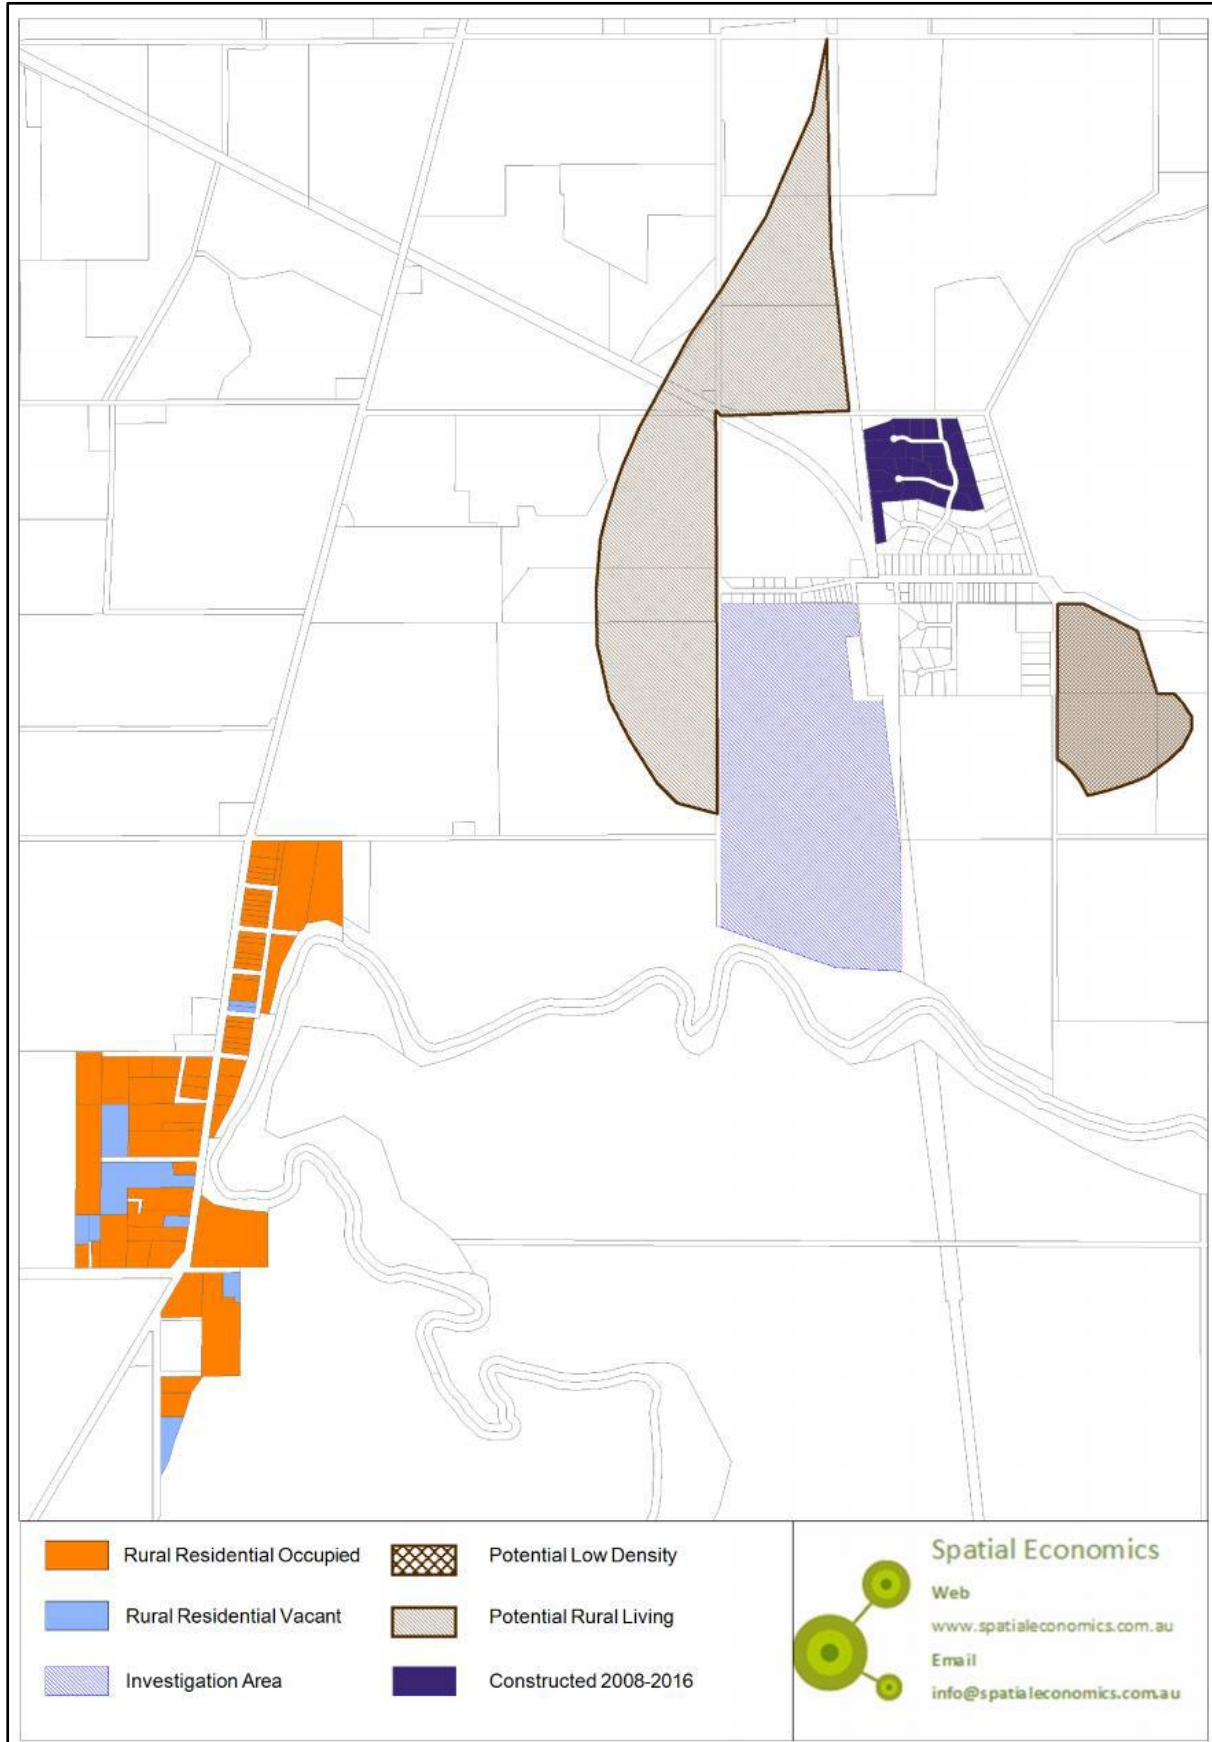 Rural Residential Occupied
Rural Residential Vacant
Investigation Area
Potential Low Density
Potential Rural Living
Constructed 2008-2016
Spatial Economics
Web
www.spatialeconomics.com.au
Email
info@spatialeconomics.com.au